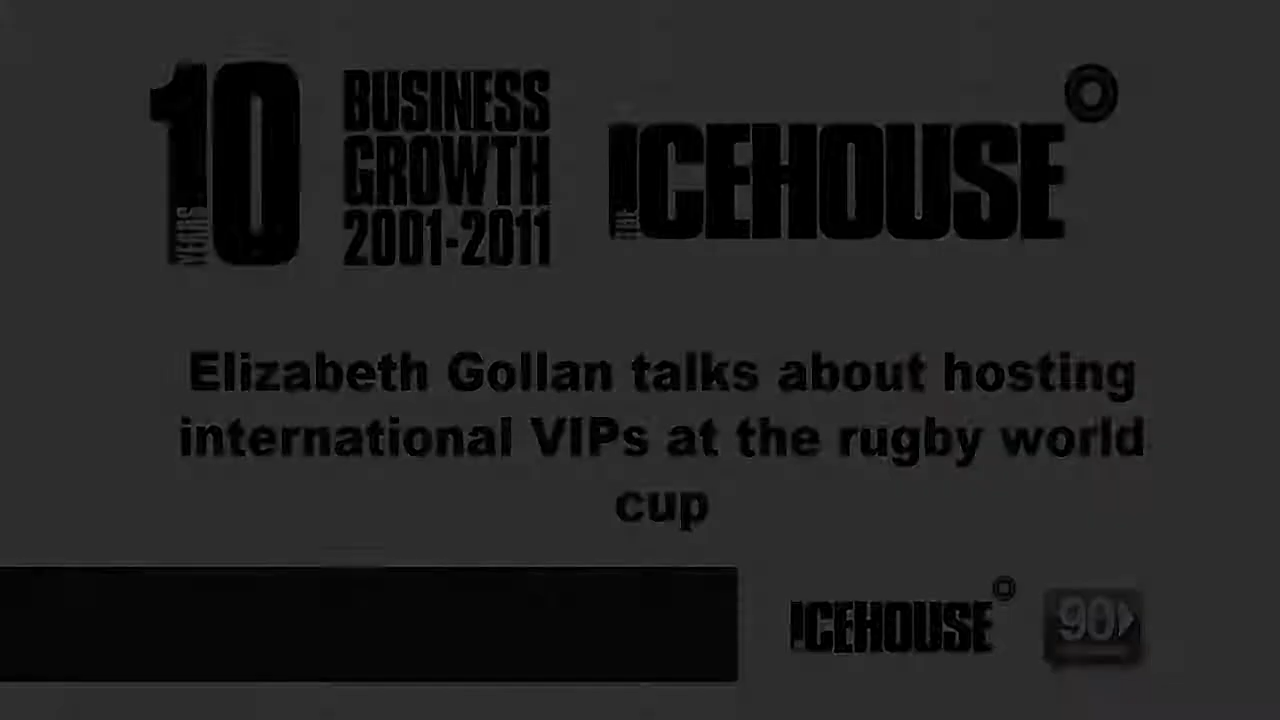 10 YEARS
BUSINESS
GROWTH
2001-2011
THE ICEHOUSE
Elizabeth Gollan talks about hosting
international VIPs at the rugby world
cup
ICEHOUSE
90